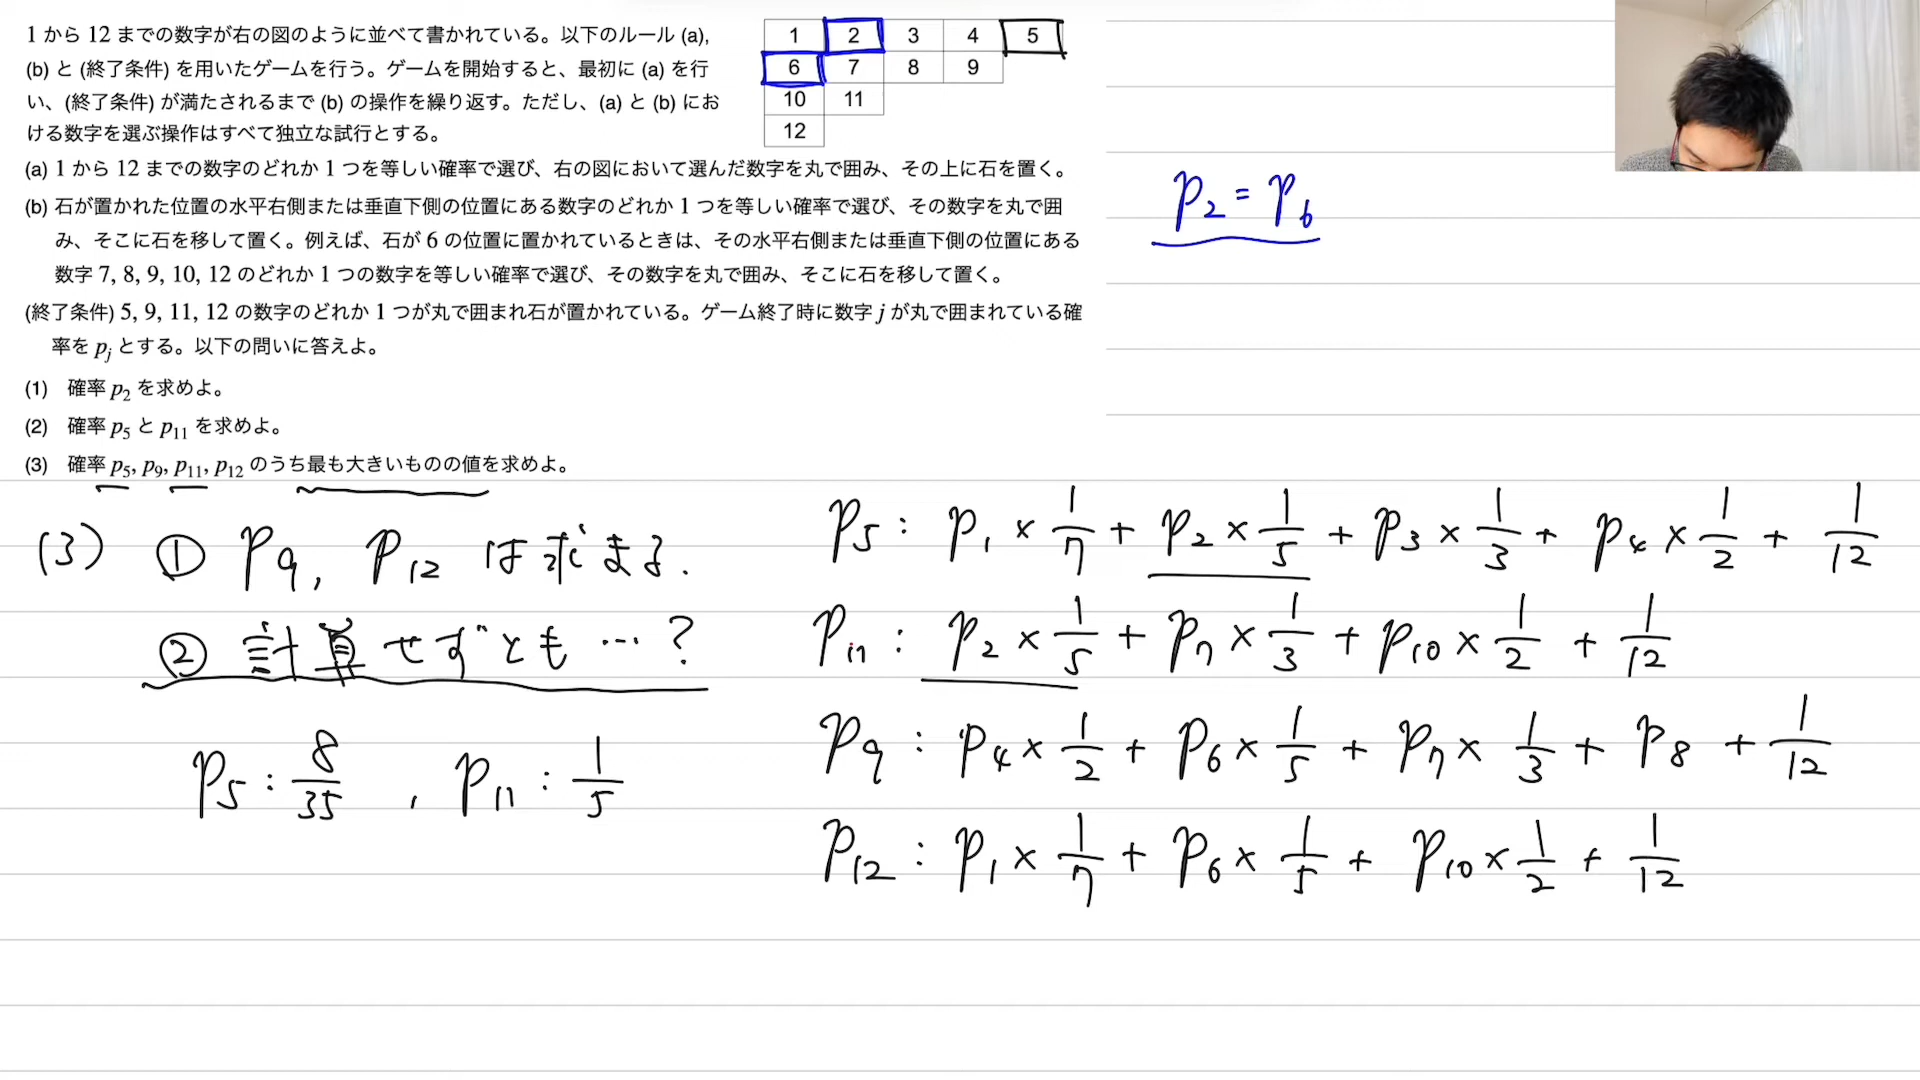 1 から 12 までの数字が右の図のように並べて書かれている。以下のルール (a),
(b) と (終了条件) を用いたゲームを行う。ゲームを開始すると、最初に (a) を行
い、(終了条件) が満たされるまで (b) の操作を繰り返す。ただし、(a) と (b) にお
ける数字を選ぶ操作はすべて独立な試行とする。
1 2 3 4 5
6 7 8 9
10 11
12
(a) 1 から 12 までの数字のどれか 1 つを等しい確率で選び、右の図において選んだ数字を丸で囲み、その上に石を置く。
(b) 石が置かれた位置の水平右側または垂直下側の位置にある数字のどれか 1 つを等しい確率で選び、その数字を丸で囲
み、そこに石を移して置く。例えば、石が 6 の位置に置かれているときは、その水平右側または垂直下側の位置にある
数字 7, 8, 9, 10, 12 のどれか 1 つの数字を等しい確率で選び、その数字を丸で囲み、そこに石を移して置く。
(終了条件) 5, 9, 11, 12 の数字のどれか 1 つが丸で囲まれ石が置かれている。ゲーム終了時に数字 j が丸で囲まれている確
率を p_j とする。以下の問いに答えよ。
(1) 確率 p_2 を求めよ。
(2) 確率 p_5 と p_11 を求めよ。
(3) 確率 p_5, p_9, p_11, p_12 のうち最も大きいものの値を求めよ。
p_2 = p_6
(3) ① p_9, p_12 は求まる.
② 計算せずとも … ?
p_5 : 8/35 , p_11 : 1/5
p_5 : p_1 × 1/7 + p_2 × 1/5 + p_3 × 1/3 + p_4 × 1/2 + 1/12
p_11 : p_2 × 1/5 + p_7 × 1/3 + p_10 × 1/2 + 1/12
p_9 : p_4 × 1/2 + p_6 × 1/5 + p_7 × 1/3 + p_8 + 1/12
p_12 : p_1 × 1/7 + p_6 × 1/5 + p_10 × 1/2 + 1/12